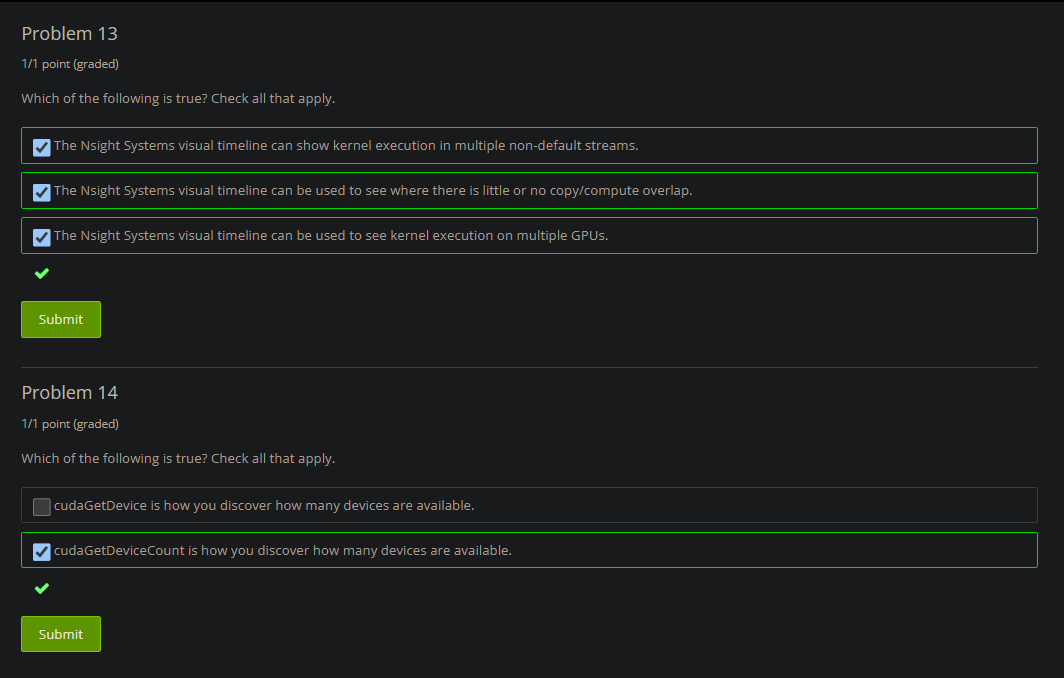 Problem 13
1/1 point (graded)
Which of the following is true? Check all that apply.
The Nsight Systems visual timeline can show kernel execution in multiple non-default streams.
The Nsight Systems visual timeline can be used to see where there is little or no copy/compute overlap.
The Nsight Systems visual timeline can be used to see kernel execution on multiple GPUs.
Submit
Problem 14
1/1 point (graded)
Which of the following is true? Check all that apply.
cudaGetDevice is how you discover how many devices are available.
cudaGetDeviceCount is how you discover how many devices are available.
Submit